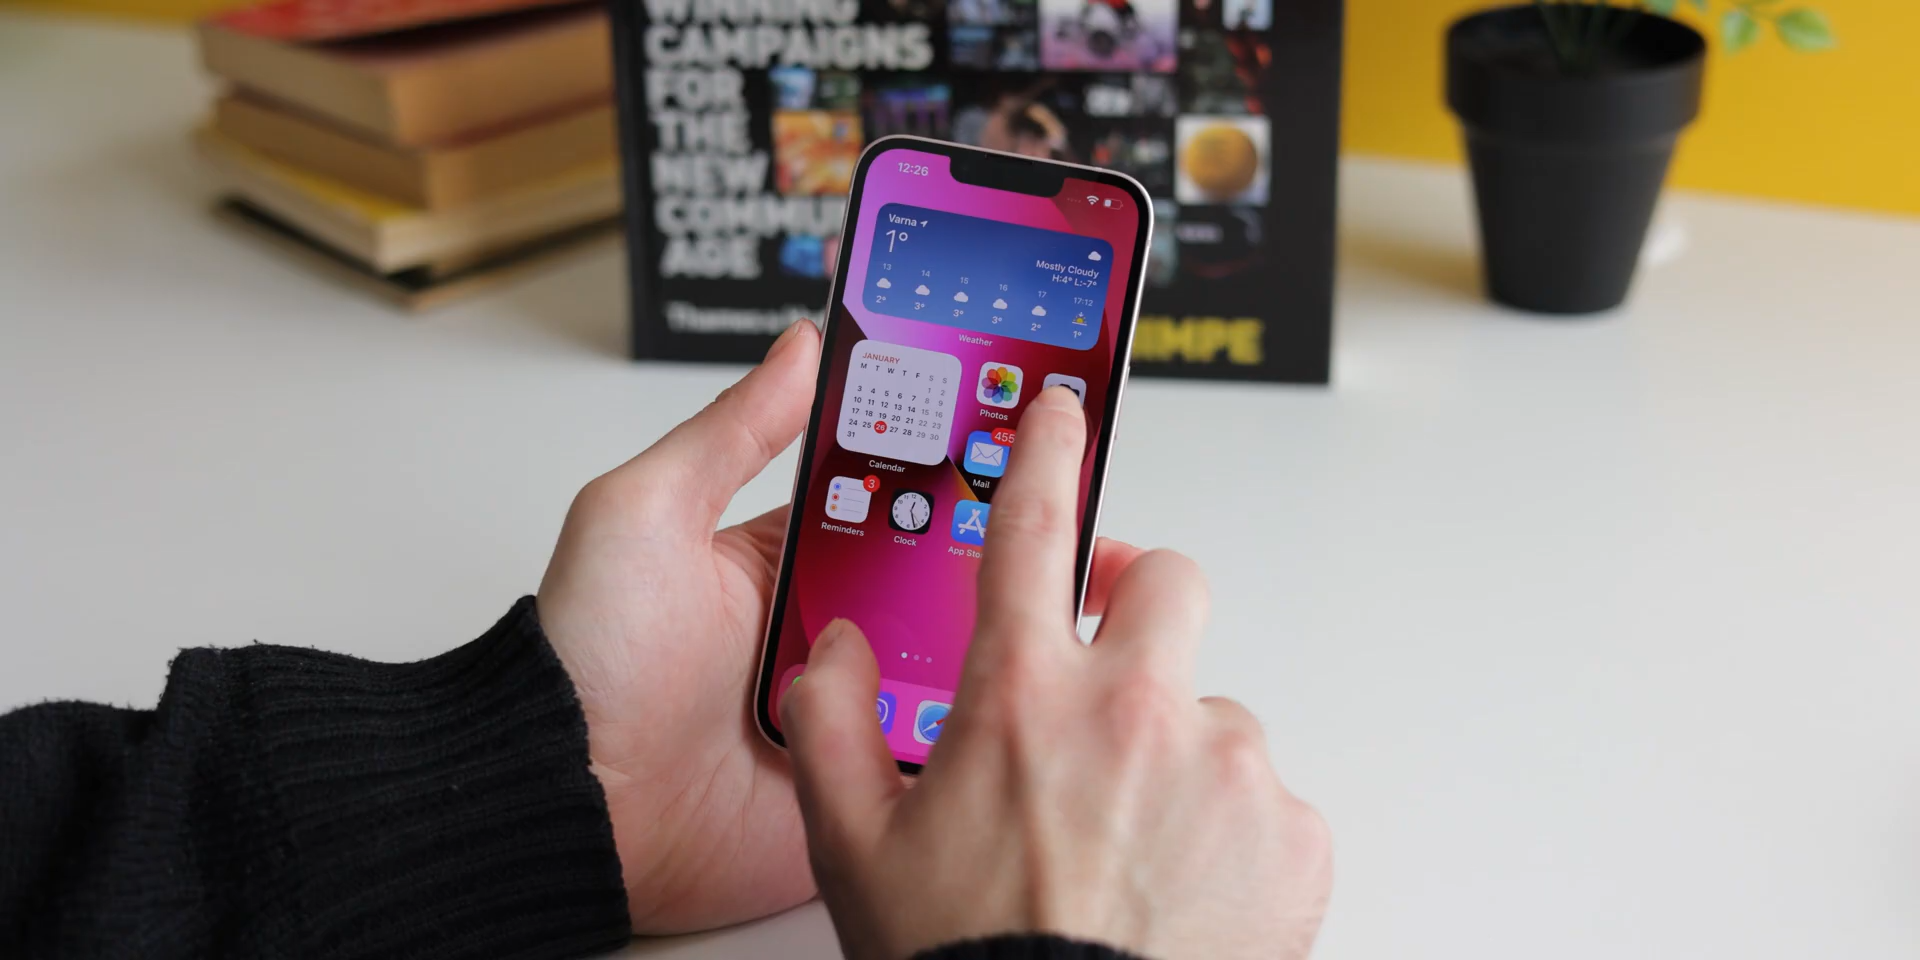 WINNING
CAMPAIGNS
FOR
THE
NEW
COMMU
AGE
IMPE
12:26
Varna
1°
Mostly Cloudy
H:4° L:-7°
13 14 15 16 17 17:12
2° 3° 3° 3° 2° 1°
Weather
JANUARY
M T W T F S S
1 2
3 4 5 6 7 8 9
10 11 12 13 14 15 16
17 18 19 20 21 22 23
24 25 26 27 28 29 30
31
Calendar
Photos
455
Mail
3
Reminders
Clock
App Sto